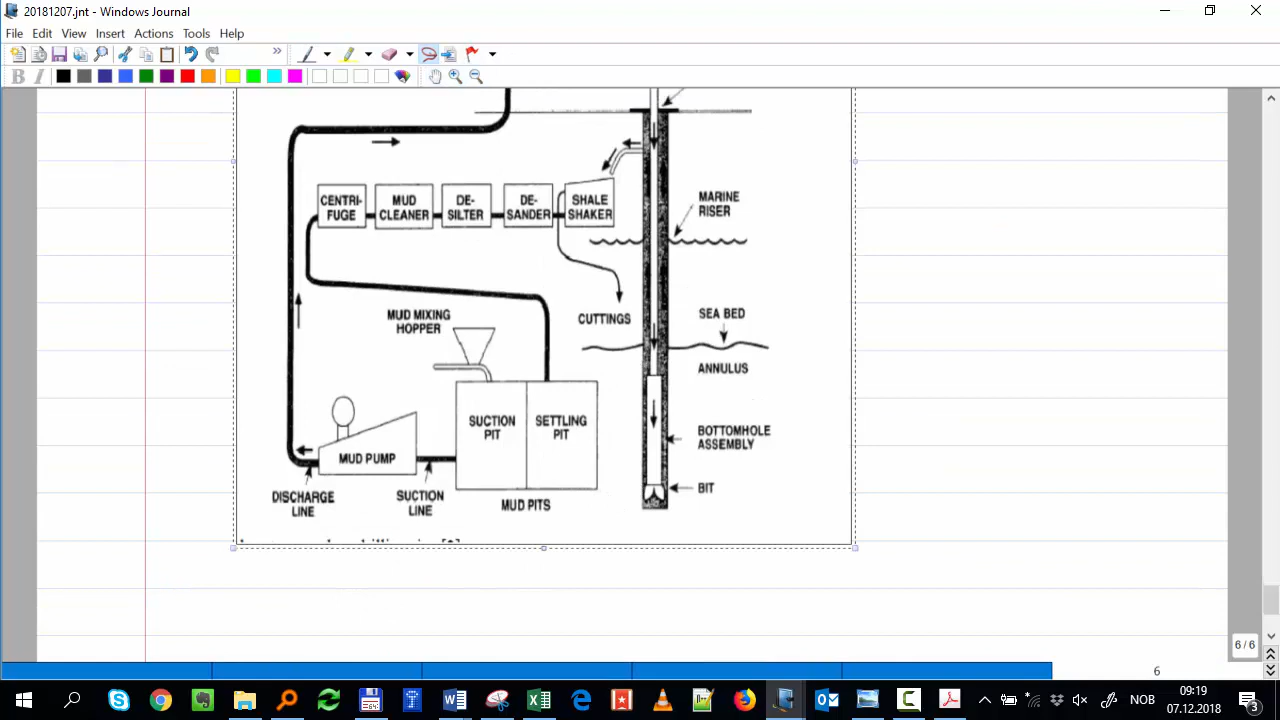 20181207.jnt - Windows Journal
File Edit View Insert Actions Tools Help
B I
CENTRI-
FUGE
MUD
CLEANER
DE-
SILTER
DE-
SANDER
SHALE
SHAKER
MARINE
RISER
MUD MIXING
HOPPER
CUTTINGS
SEA BED
ANNULUS
SUCTION
PIT
SETTLING
PIT
BOTTOMHOLE
ASSEMBLY
MUD PUMP
BIT
DISCHARGE
LINE
SUCTION
LINE
MUD PITS
6 / 6
6
NOB
09:19
07.12.2018
3